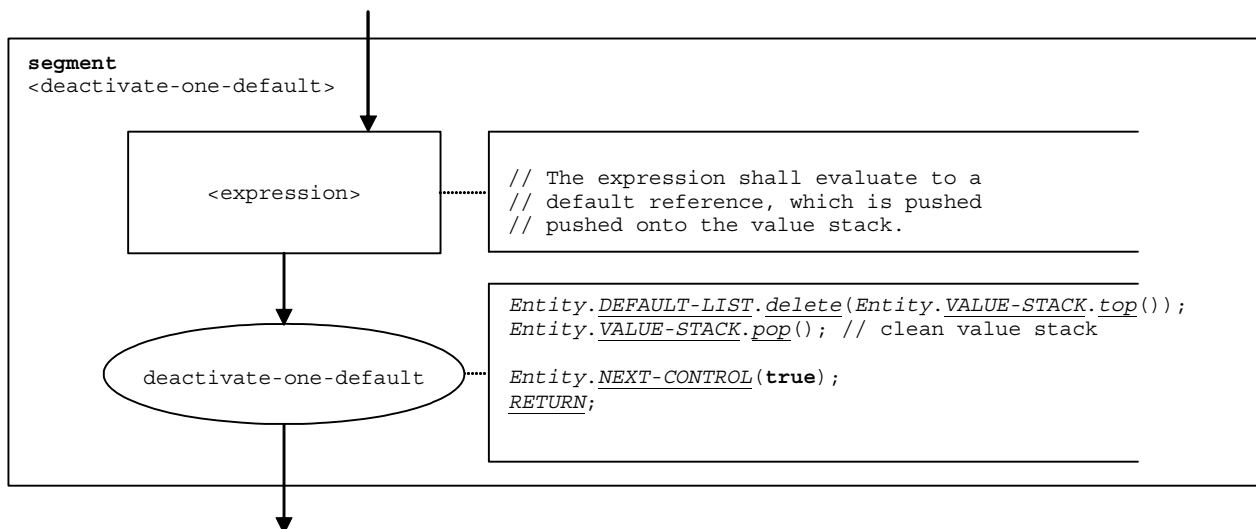 segment
<deactivate-one-default>
<expression>
// The expression shall evaluate to a
// default reference, which is pushed
// pushed onto the value stack.
deactivate-one-default
Entity.DEFAULT-LIST.delete(Entity.VALUE-STACK.top());
Entity.VALUE-STACK.pop(); // clean value stack
Entity.NEXT-CONTROL(true);
RETURN;